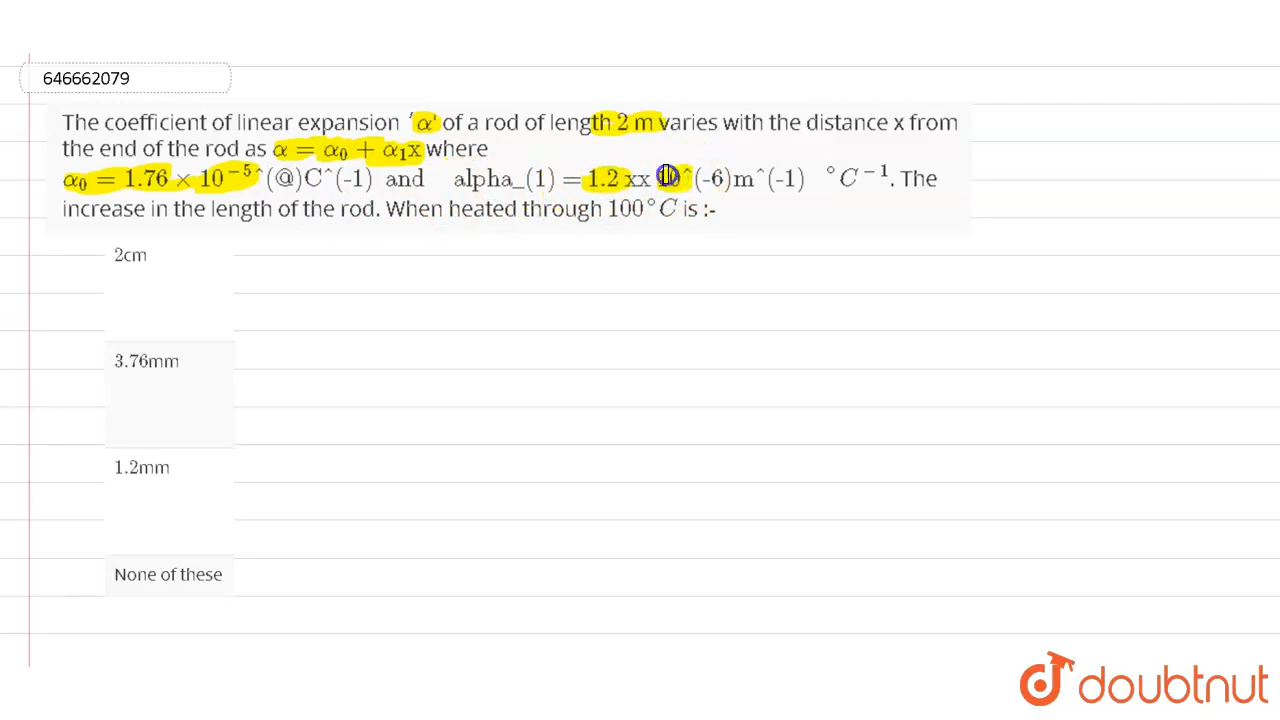 646662079
The coefficient of linear expansion ′α' of a rod of length 2 m varies with the distance x from
the end of the rod as α = α₀ + α₁x where
α₀ = 1.76 × 10⁻⁵^(@)C^(-1) and alpha_(1) = 1.2 xx 10^(-6)m^(-1) °C⁻¹. The
increase in the length of the rod. When heated through 100°C is :-
2cm
3.76mm
1.2mm
None of these
doubtnut